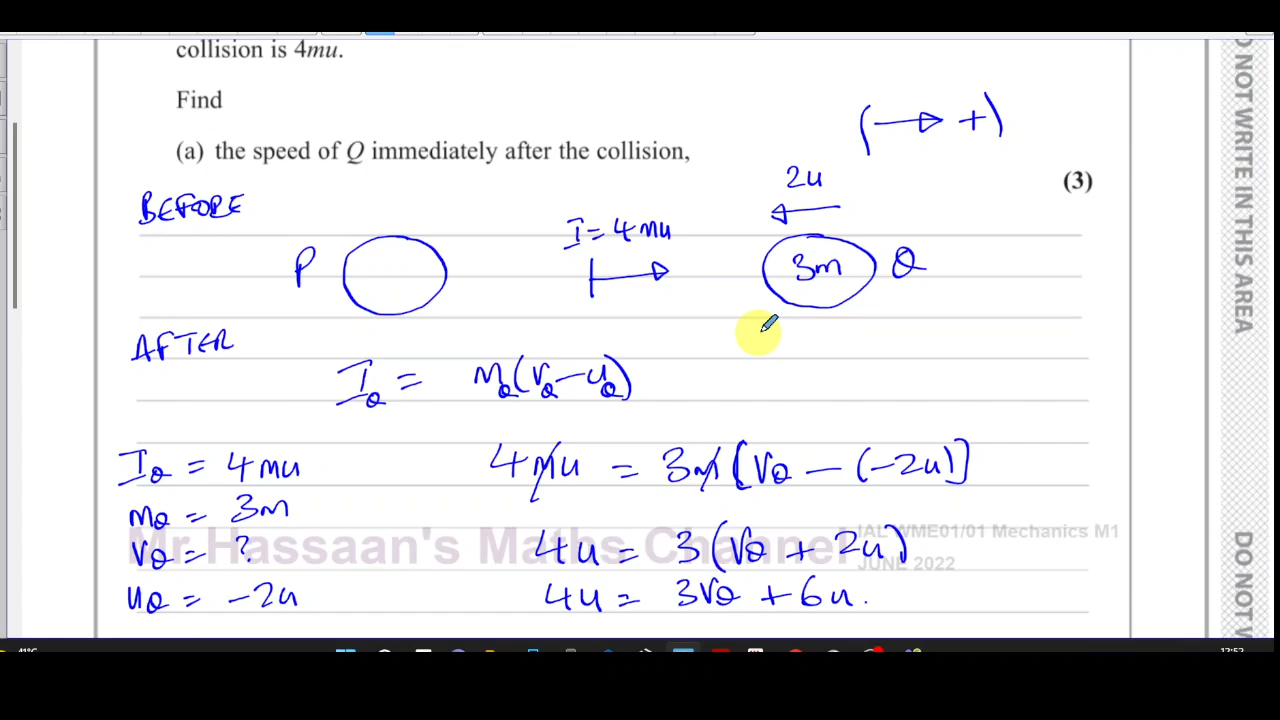 collision is 4mu.
Find
(a) the speed of Q immediately after the collision,
(→ +)
(3)
BEFORE
2u
I = 4mu
P
3m
Q
AFTER
I_Q = m_Q(v_Q - u_Q)
I_Q = 4mu
4mu = 3m[v_Q - (-2u)]
m_Q = 3m
Mr Hassaan's Maths Channel
IAL WME01/01 Mechanics M1
JUNE 2022
v_Q = ?
4u = 3(v_Q + 2u)
u_Q = -2u
4u = 3v_Q + 6u.
DO NOT WRITE IN THIS AREA
DO NOT W
41°C